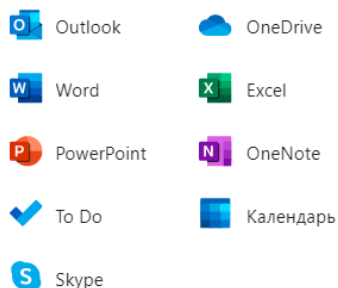 Outlook OneDrive
Word Excel
PowerPoint OneNote
To Do Календарь
Skype